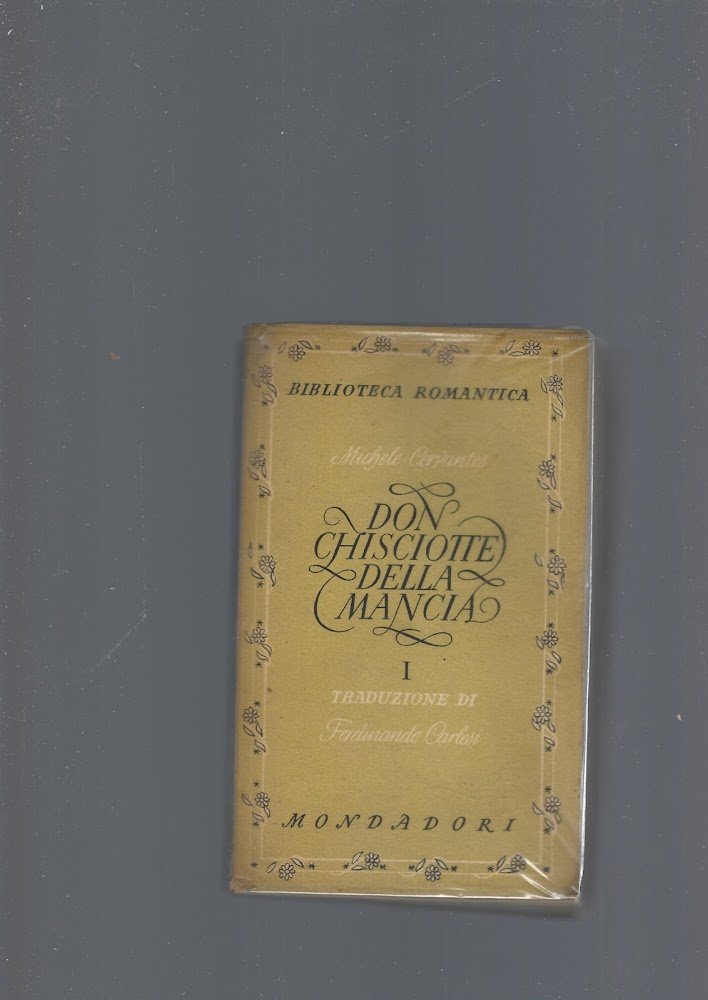 BIBLIOTECA ROMANTICA
Michele Cervantes
DON
CHISCIOTTE
DELLA
MANCIA
I
TRADUZIONE DI
Ferdinando Carlesi
MONDADORI